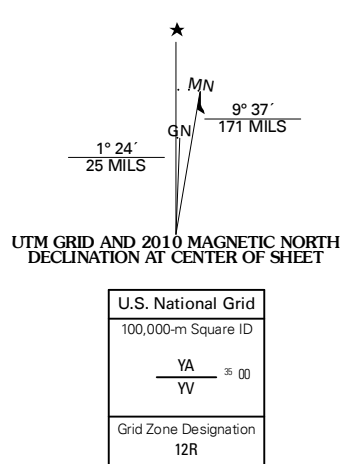 ★
MN
GN
9° 37´
171 MILS
1° 24´
25 MILS
UTM GRID AND 2010 MAGNETIC NORTH
DECLINATION AT CENTER OF SHEET
U.S. National Grid
100,000-m Square ID
YA
35 00
YV
Grid Zone Designation
12R